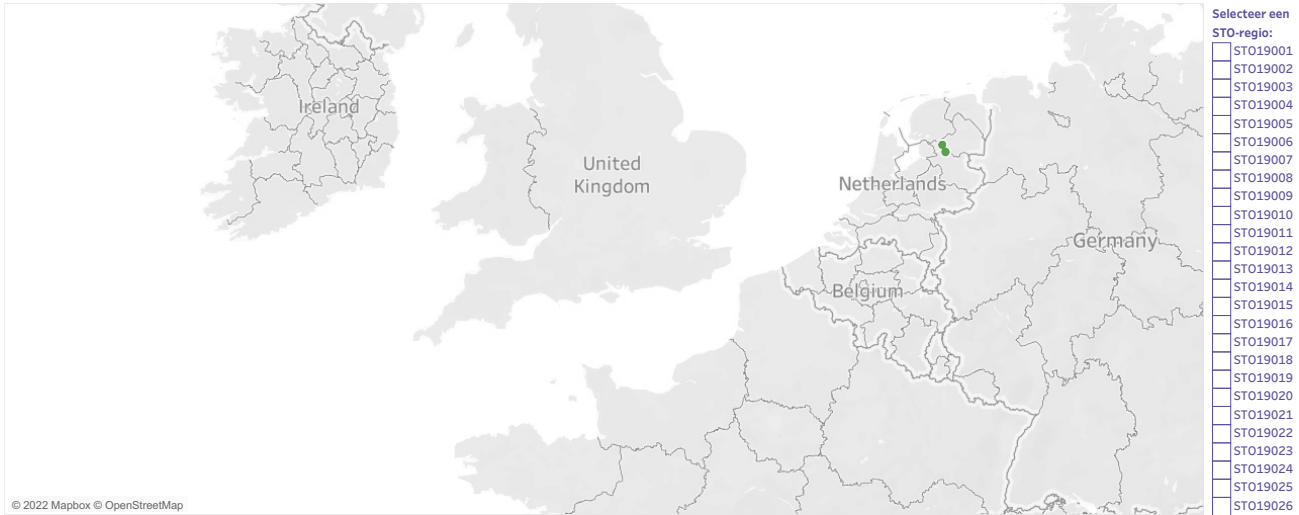 Ireland
United
Kingdom
Netherlands
Germany
Belgium
© 2022 Mapbox © OpenStreetMap
Selecteer een
STO-regio:
STO19001
STO19002
STO19003
STO19004
STO19005
STO19006
STO19007
STO19008
STO19009
STO19010
STO19011
STO19012
STO19013
STO19014
STO19015
STO19016
STO19017
STO19018
STO19019
STO19020
STO19021
STO19022
STO19023
STO19024
STO19025
STO19026